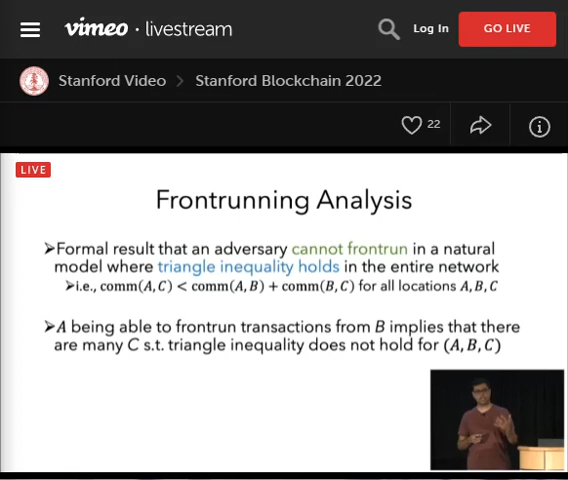 vimeo · livestream Log In GO LIVE
Stanford Video > Stanford Blockchain 2022
22
LIVE
Frontrunning Analysis
➢Formal result that an adversary cannot frontrun in a natural
model where triangle inequality holds in the entire network
➢i.e., comm(A, C) < comm(A, B) + comm(B, C) for all locations A, B, C
➢A being able to frontrun transactions from B implies that there
are many C s.t. triangle inequality does not hold for (A, B, C)